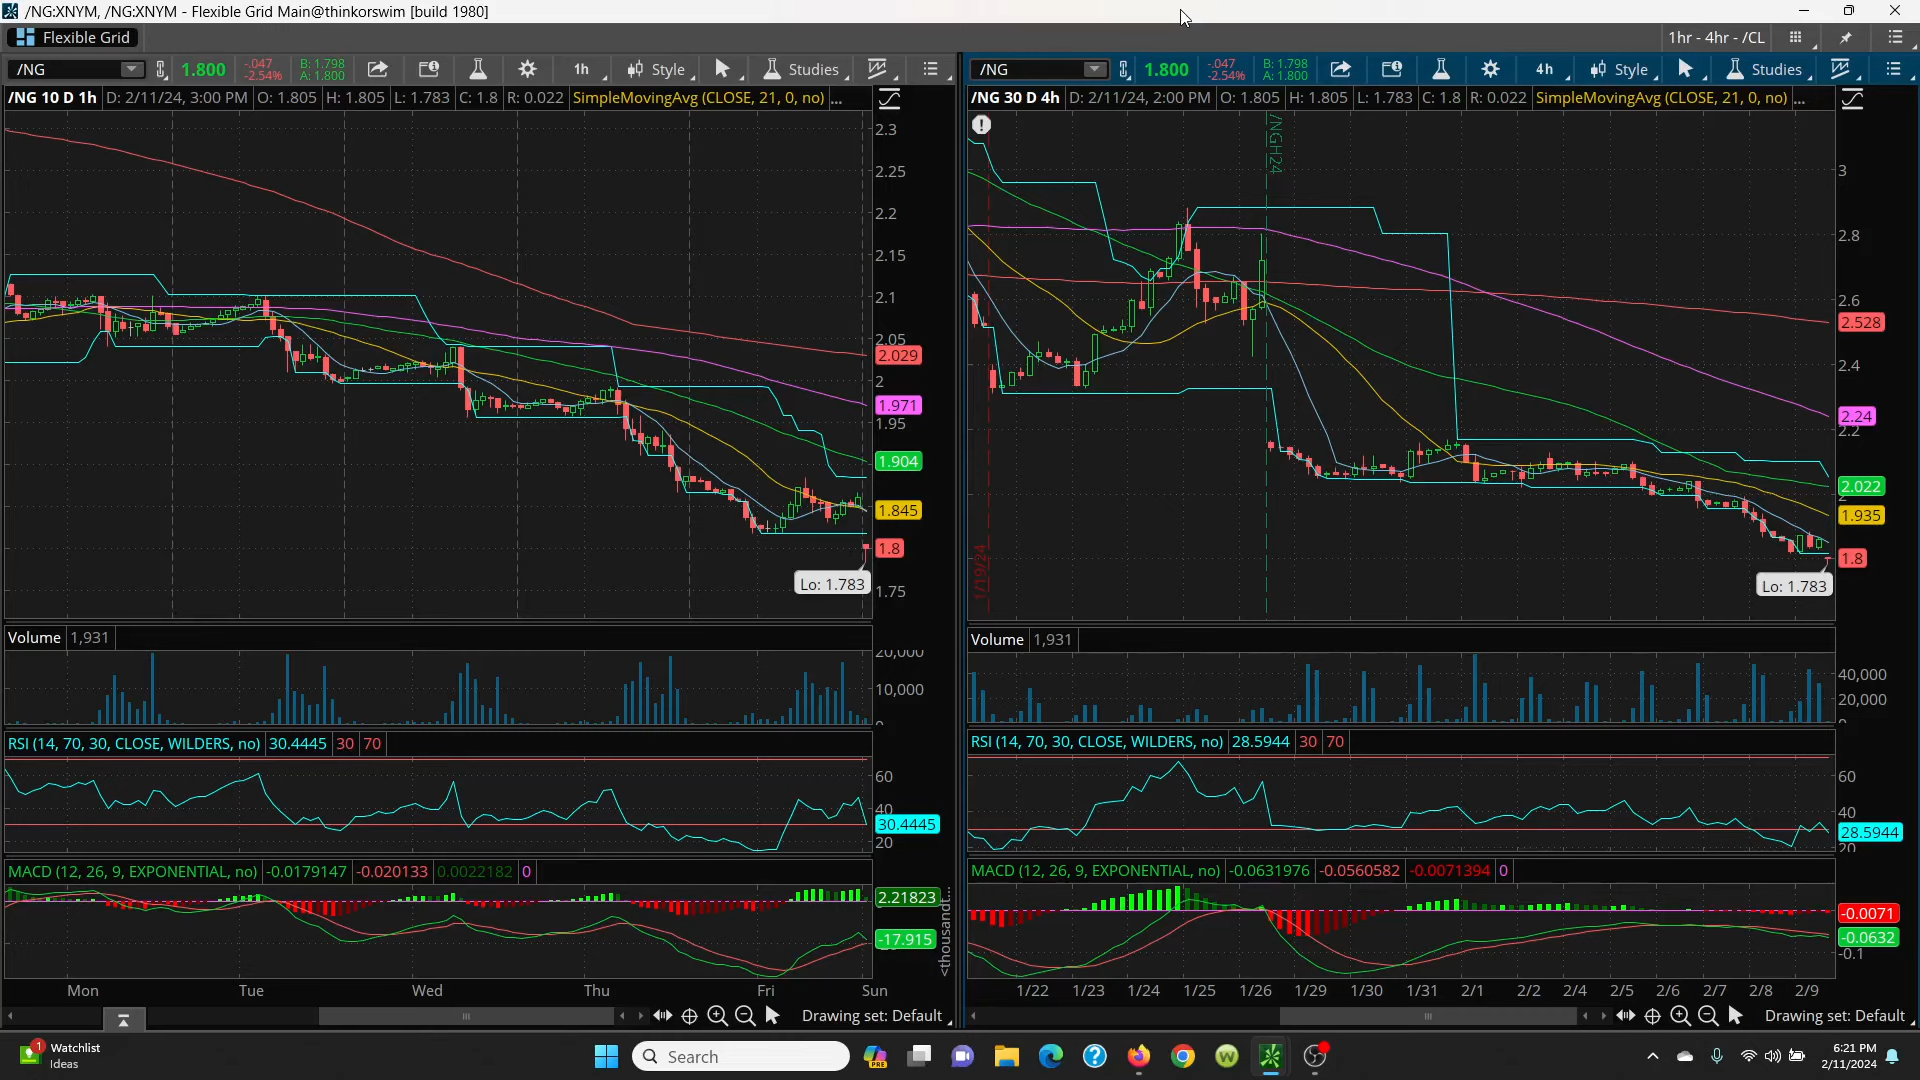 /NG:XNYM, /NG:XNYM - Flexible Grid Main@thinkorswim [build 1980]
Flexible Grid
1hr - 4hr - /CL
/NG 1.800 -.047 -2.54% B: 1.798 A: 1.800 1h Style Studies
/NG 1.800 -.047 -2.54% B: 1.798 A: 1.800 4h Style Studies
/NG 10 D 1h D: 2/11/24, 3:00 PM O: 1.805 H: 1.805 L: 1.783 C: 1.8 R: 0.022 SimpleMovingAvg (CLOSE, 21, 0, no) ...
2.3
2.25
2.2
2.15
2.1
2.05
2.029
2
1.971
1.95
1.904
1.845
1.8
1.75
Lo: 1.783
Volume 1,931
20,000
10,000
0
RSI (14, 70, 30, CLOSE, WILDERS, no) 30.4445 30 70
60
40
30.4445
20
MACD (12, 26, 9, EXPONENTIAL, no) -0.0179147 -0.020133 0.0022182 0
2.21823
-17.915
<thousandt...
Mon Tue Wed Thu Fri Sun
Drawing set: Default
/NG 30 D 4h D: 2/11/24, 2:00 PM O: 1.805 H: 1.805 L: 1.783 C: 1.8 R: 0.022 SimpleMovingAvg (CLOSE, 21, 0, no) ...
/NGH24
1/19/24
3
2.8
2.6
2.528
2.4
2.24
2.2
2.022
2
1.935
1.8
Lo: 1.783
Volume 1,931
40,000
20,000
0
RSI (14, 70, 30, CLOSE, WILDERS, no) 28.5944 30 70
60
40
28.5944
20
MACD (12, 26, 9, EXPONENTIAL, no) -0.0631976 -0.0560582 -0.0071394 0
-0.0071
-0.0632
-0.1
1/22 1/23 1/24 1/25 1/26 1/29 1/30 1/31 2/1 2/2 2/4 2/5 2/6 2/7 2/8 2/9
Drawing set: Default
1
Watchlist
Ideas
Search
PRE
6:21 PM
2/11/2024